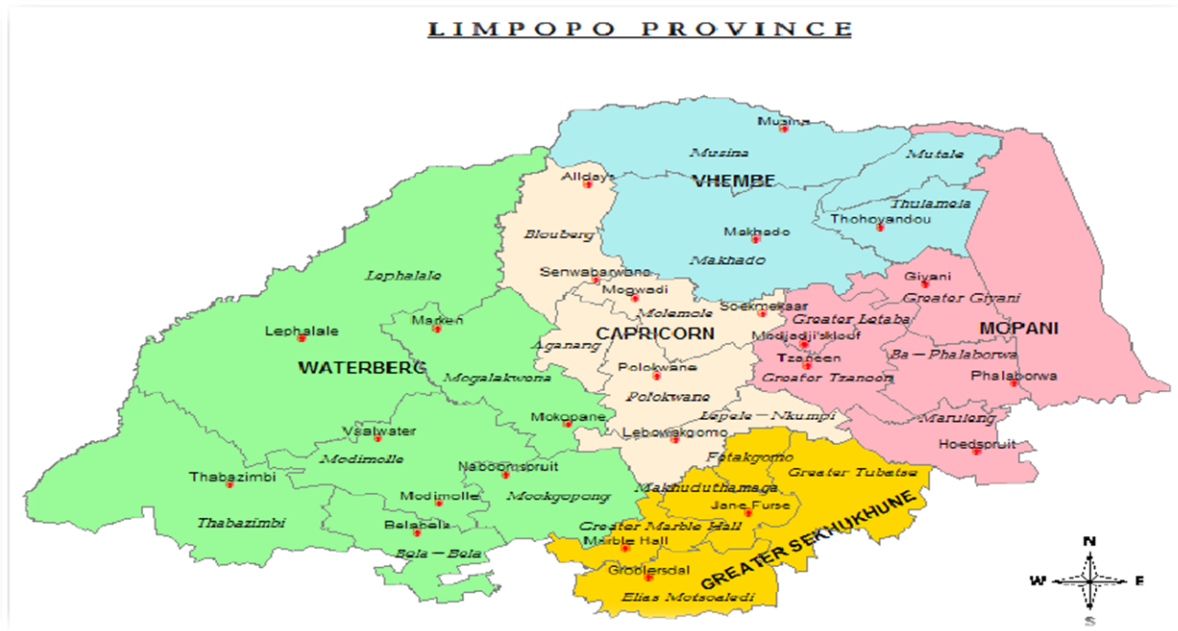 LIMPOPO PROVINCE
Musina
Musina
Mutale
VHEMBE
Alldays
Thulamela
Thohoyandou
Makhado
Blouberg
Makhado
Senwabarwana
Lephalale
Giyani
Mogwadi
Greater Giyani
Soekmekaar
Molemole
Greater Letaba
Marken
Lephalale
CAPRICORN
MOPANI
Modjadji'skloof
Aganang
Tzaneen
Ba-Phalaborwa
WATERBERG
Polokwane
Mogalakwena
Greater Tzaneen
Phalaborwa
Polokwane
Mokopane
Lepele-Nkumpi
Maruleng
Vaalwater
Lebowakgomo
Hoedspruit
Modimolle
Fetakgomo
Naboomspruit
Greater Tubatse
Thabazimbi
Makhuduthamaga
Modimolle
Mookgopong
Jane Furse
Thabazimbi
Belabela
Greater Marble Hall
GREATER SEKHUKHUNE
Marble Hall
Bela-Bela
Groblersdal
Elias Motsoaledi
N
W E
S